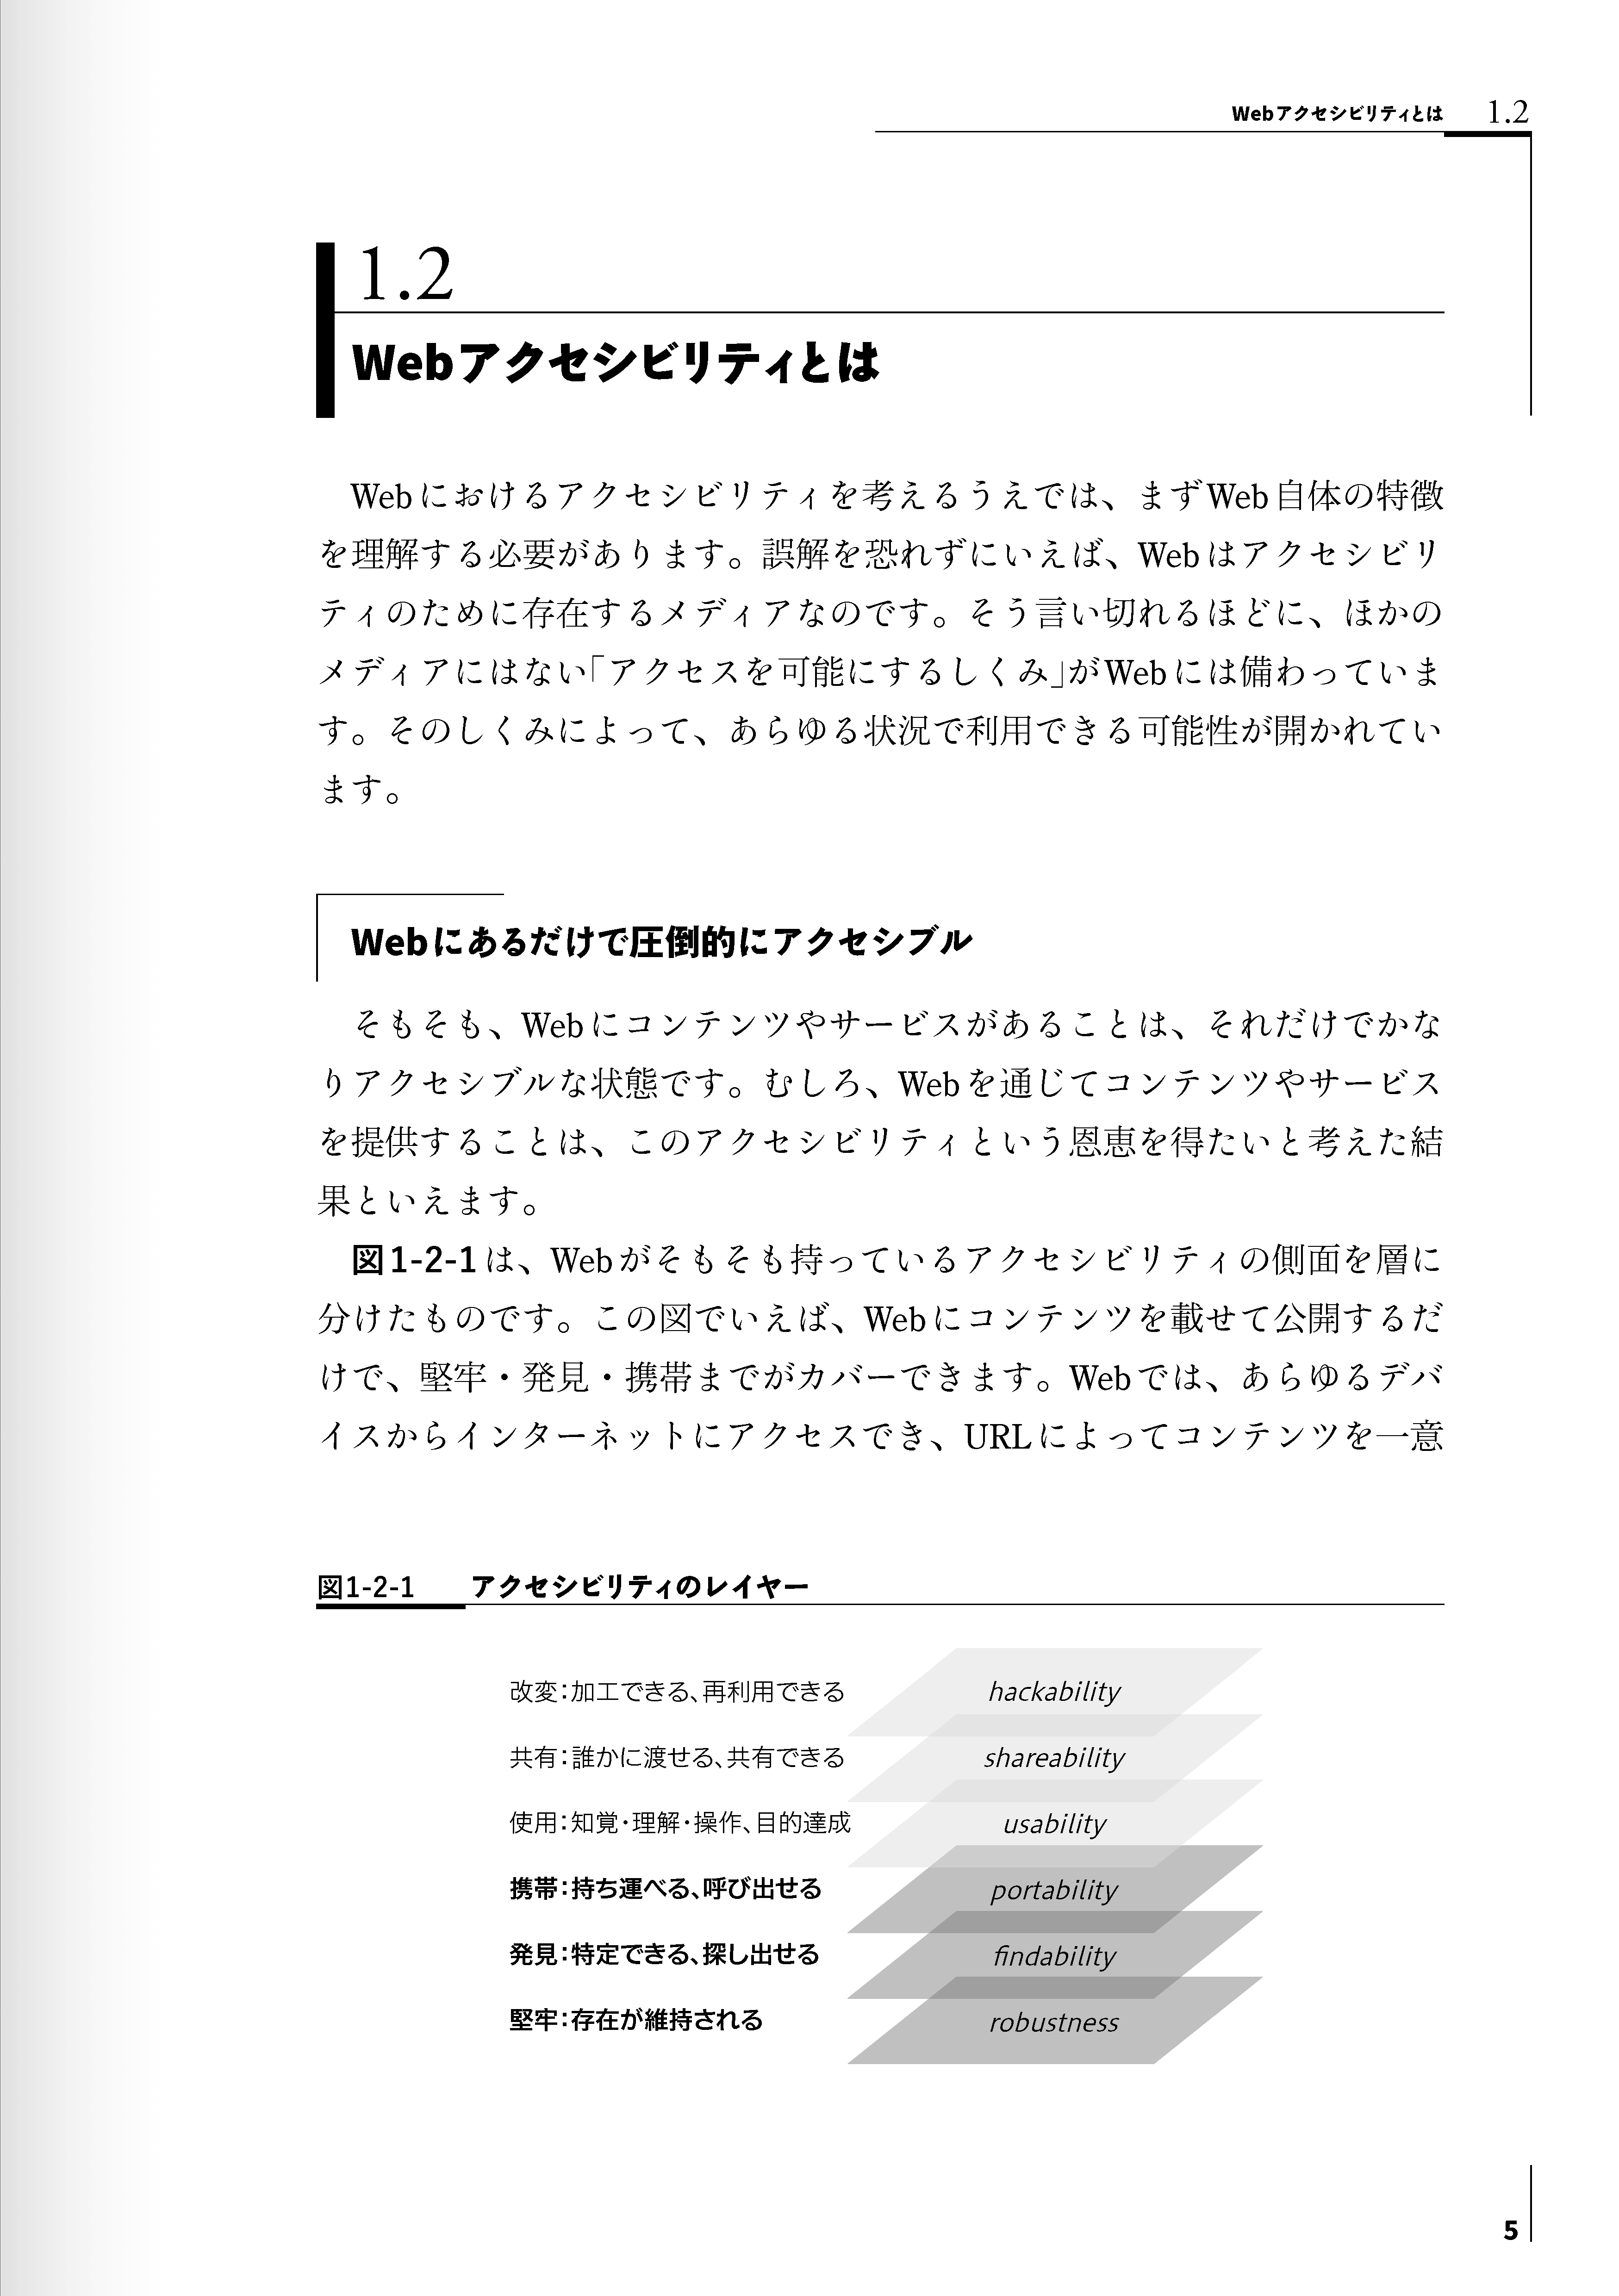 Webアクセシビリティとは 1.2
1.2
Webアクセシビリティとは
Webにおけるアクセシビリティを考えるうえでは、まずWeb自体の特徴
を理解する必要があります。誤解を恐れずにいえば、Webはアクセシビリ
ティのために存在するメディアなのです。そう言い切れるほどに、ほかの
メディアにはない「アクセスを可能にするしくみ」がWebには備わっていま
す。そのしくみによって、あらゆる状況で利用できる可能性が開かれてい
ます。
Webにあるだけで圧倒的にアクセシブル
そもそも、Webにコンテンツやサービスがあることは、それだけでかな
りアクセシブルな状態です。むしろ、Webを通じてコンテンツやサービス
を提供することは、このアクセシビリティという恩恵を得たいと考えた結
果といえます。
図1-2-1は、Webがそもそも持っているアクセシビリティの側面を層に
分けたものです。この図でいえば、Webにコンテンツを載せて公開するだ
けで、堅牢・発見・携帯までがカバーできます。Webでは、あらゆるデバ
イスからインターネットにアクセスでき、URLによってコンテンツを一意
図1-2-1 アクセシビリティのレイヤー
改変：加工できる、再利用できる hackability
共有：誰かに渡せる、共有できる shareability
使用：知覚・理解・操作、目的達成 usability
携帯：持ち運べる、呼び出せる portability
発見：特定できる、探し出せる findability
堅牢：存在が維持される robustness
5